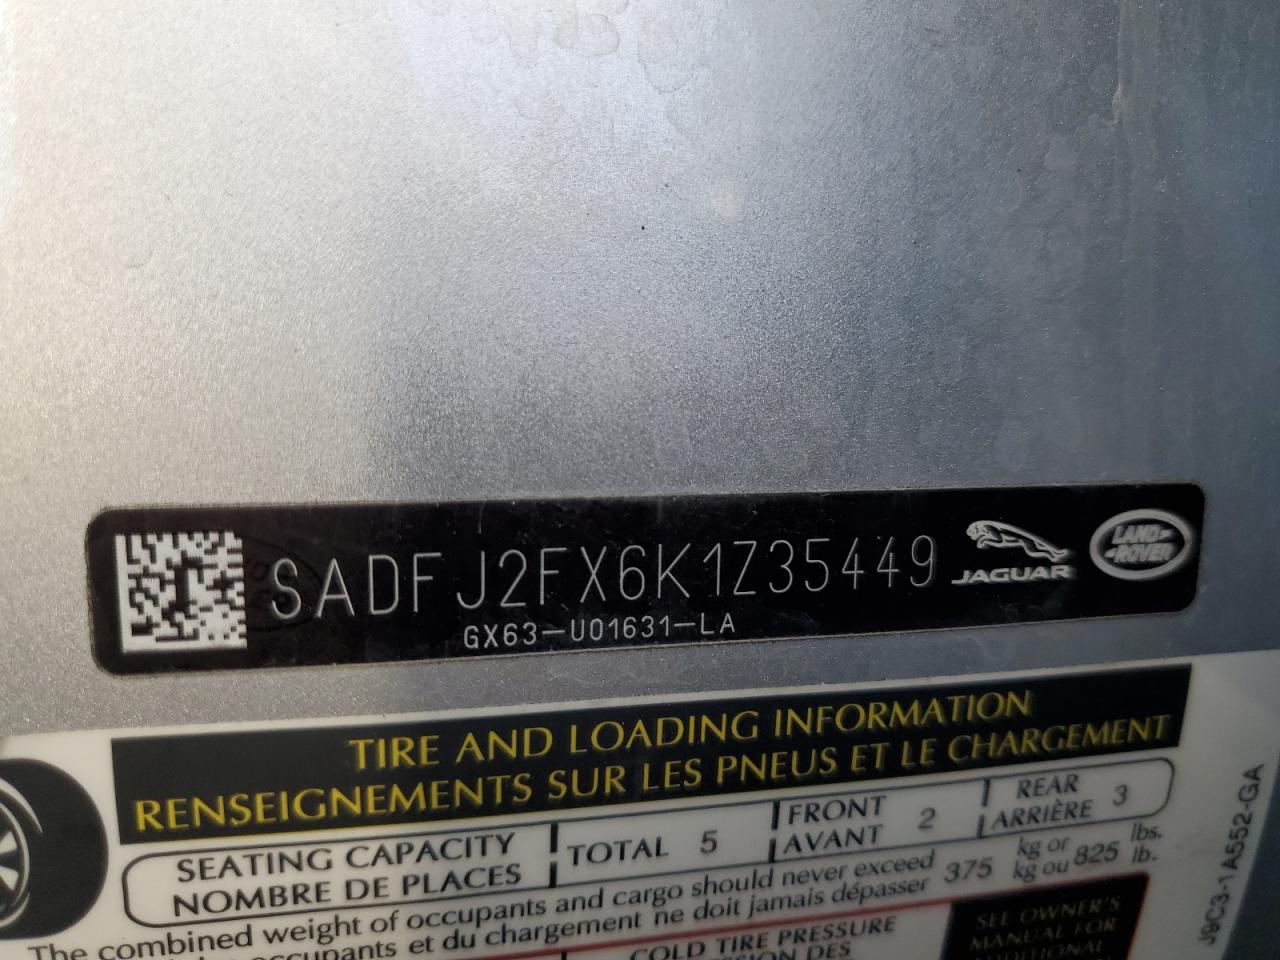 SADFJ2FX6K1Z35449
JAGUAR
LAND-
-ROVER
GX63-U01631-LA
TIRE AND LOADING INFORMATION
RENSEIGNEMENTS SUR LES PNEUS ET LE CHARGEMENT
SEATING CAPACITY
NOMBRE DE PLACES
TOTAL 5
FRONT
AVANT 2
REAR
ARRIÈRE 3
The combined weight of occupants and cargo should never exceed 375 kg or 825 lbs.
occupants et du chargement ne doit jamais dépasser kg ou lb.
COLD TIRE PRESSURE
DES
SEE OWNER'S
MANUAL FOR
ADDITIONAL
J9C3-1A552-GA